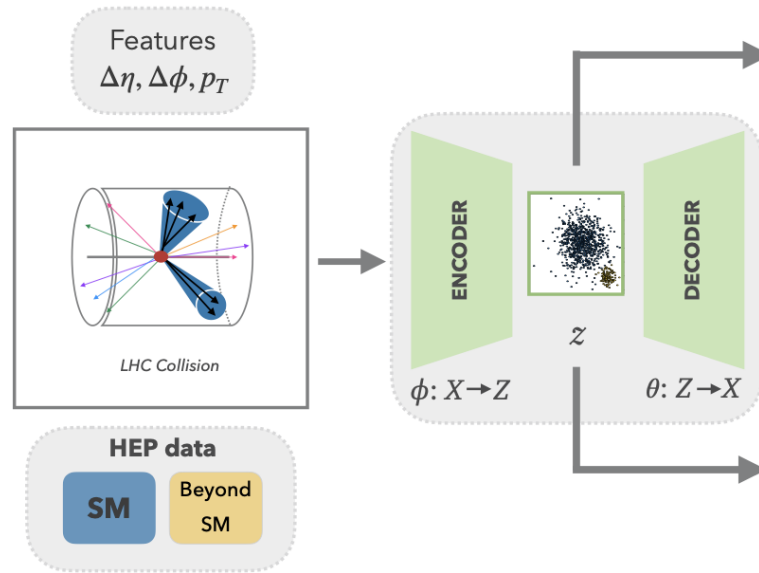 Features
Δη, Δϕ, p_T
LHC Collision
HEP data
SM
Beyond
SM
ENCODER
z
DECODER
ϕ: X→Z
θ: Z→X